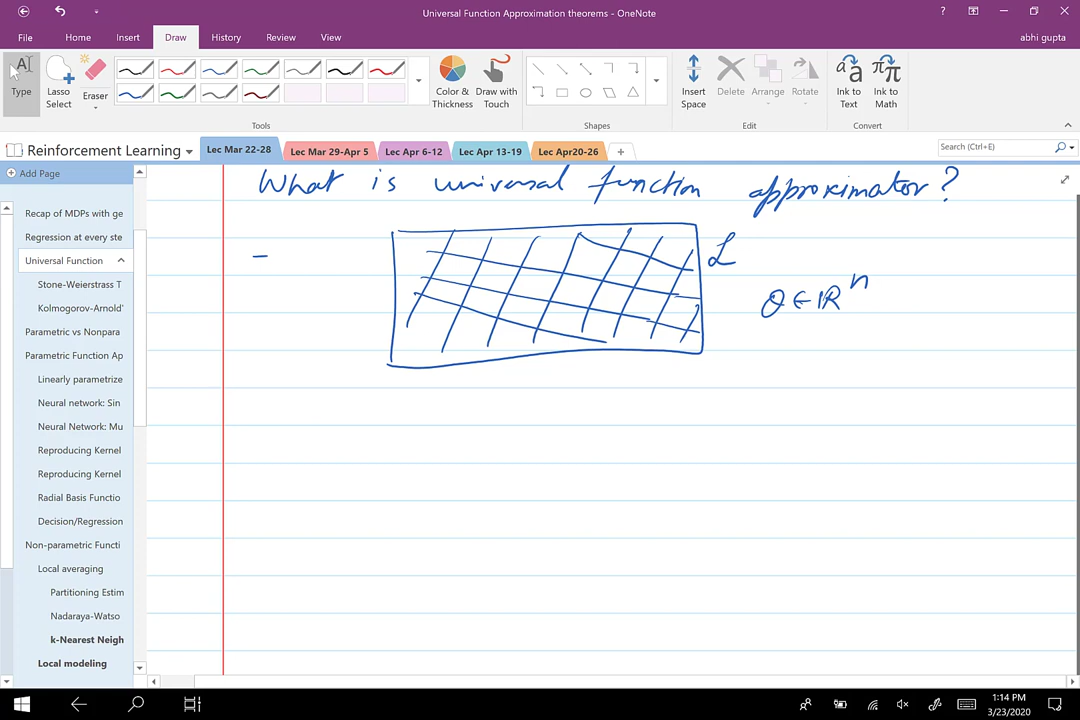 Universal Function Approximation theorems - OneNote
File Home Insert Draw History Review View abhi gupta
Type Lasso Select Eraser Color & Thickness Draw with Touch Insert Space Delete Arrange Rotate Ink to Text Ink to Math
Tools Shapes Edit Convert
Reinforcement Learning Lec Mar 22-28 Lec Mar 29-Apr 5 Lec Apr 6-12 Lec Apr 13-19 Lec Apr20-26 + Search (Ctrl+E)
Add Page
Recap of MDPs with ge
Regression at every ste
Universal Function
Stone-Weierstrass T
Kolmogorov-Arnold'
Parametric vs Nonpara
Parametric Function Ap
Linearly parametrize
Neural network: Sin
Neural Network: Mu
Reproducing Kernel
Reproducing Kernel
Radial Basis Functio
Decision/Regression
Non-parametric Functi
Local averaging
Partitioning Estim
Nadaraya-Watso
k-Nearest Neigh
Local modeling
What is universal function approximator?
-
L
θ ∈ ℝⁿ
1:14 PM
3/23/2020